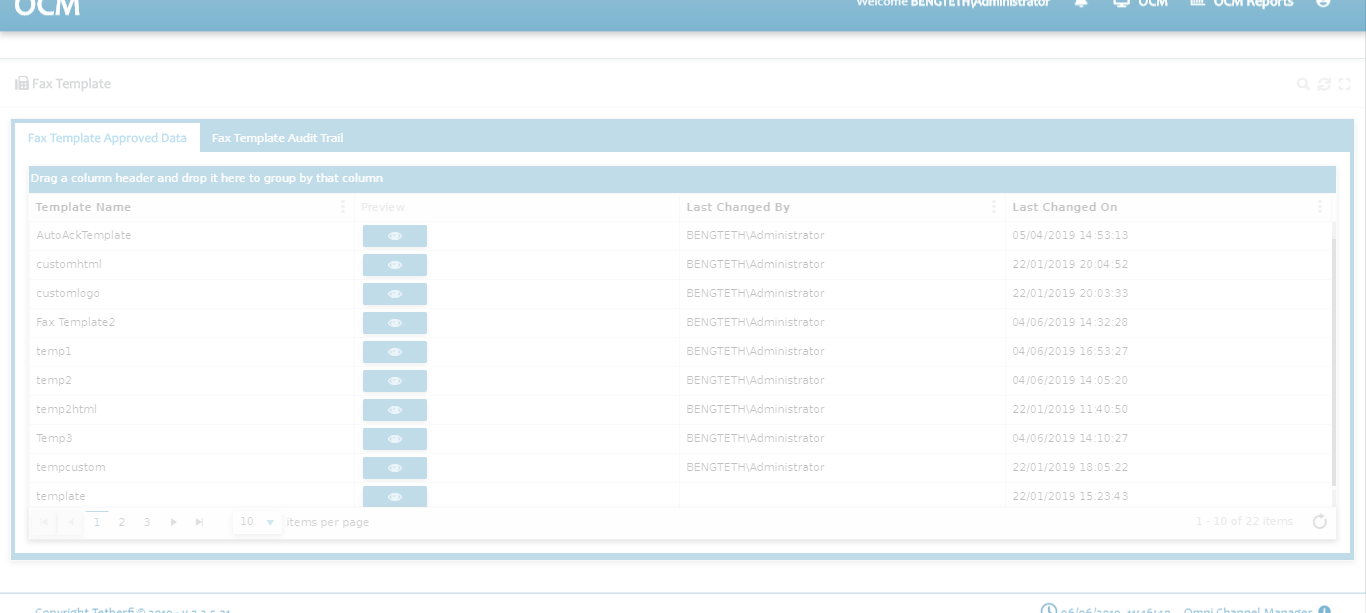 OCM
Welcome BENGTETH\Administrator OCM OCM Reports
Fax Template
Fax Template Approved Data Fax Template Audit Trail
Drag a column header and drop it here to group by that column
Template Name Preview Last Changed By Last Changed On
AutoAckTemplate BENGTETH\Administrator 05/04/2019 14:53:13
customhtml BENGTETH\Administrator 22/01/2019 20:04:52
customlogo BENGTETH\Administrator 22/01/2019 20:03:33
Fax Template2 BENGTETH\Administrator 04/06/2019 14:32:28
temp1 BENGTETH\Administrator 04/06/2019 16:53:27
temp2 BENGTETH\Administrator 04/06/2019 14:05:20
temp2html BENGTETH\Administrator 22/01/2019 11:40:50
Temp3 BENGTETH\Administrator 04/06/2019 14:10:27
tempcustom BENGTETH\Administrator 22/01/2019 18:05:22
template 22/01/2019 15:23:43
1 2 3 10 items per page 1 - 10 of 22 items
Copyright Tetherfi © 2019 Omni Channel Manager